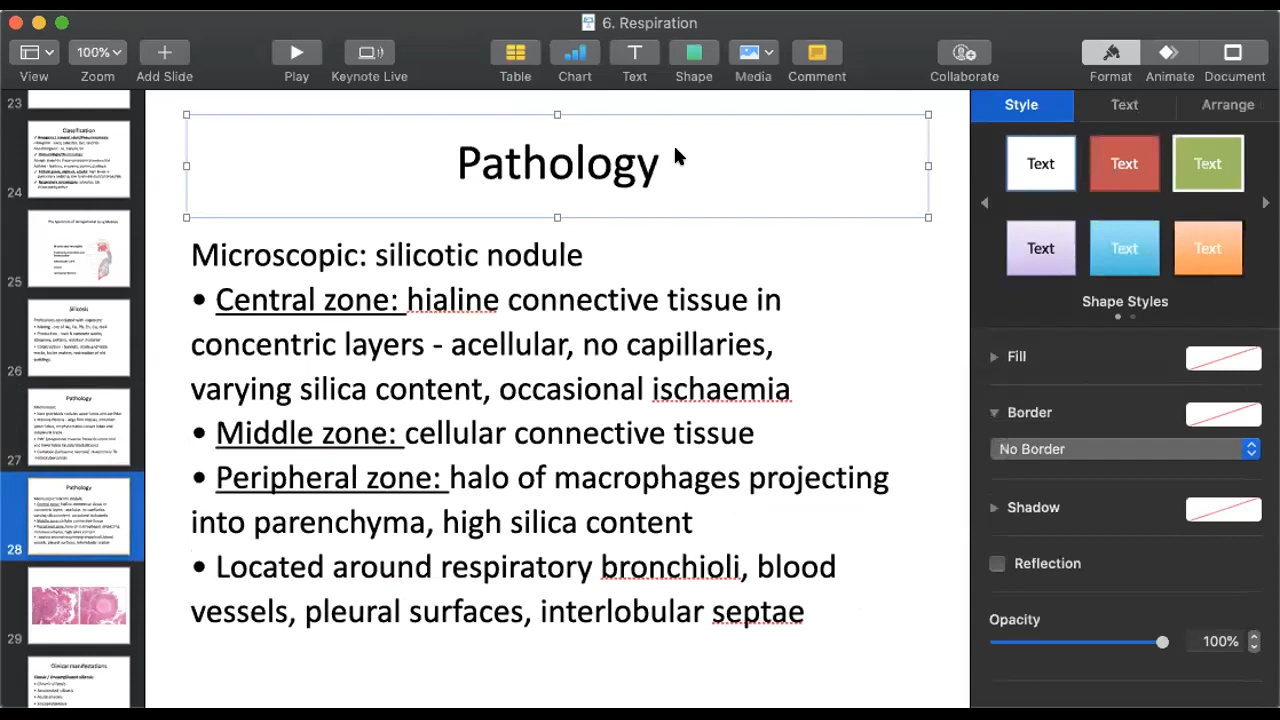 6. Respiration
100%
View
Zoom
Add Slide
Play
Keynote Live
Table
Chart
Text
Shape
Media
Comment
Collaborate
Format
Animate
Document
Style
Text
Arrange
23
Classification
24
25
Silicosis
26
Pathology
27
Pathology
28
29
Clinical manifestations
Pathology
Microscopic: silicotic nodule
• Central zone: hialine connective tissue in
concentric layers - acellular, no capillaries,
varying silica content, occasional ischaemia
• Middle zone: cellular connective tissue
• Peripheral zone: halo of macrophages projecting
into parenchyma, high silica content
• Located around respiratory bronchioli, blood
vessels, pleural surfaces, interlobular septae
Text
Text
Text
Text
Text
Text
Shape Styles
Fill
Border
No Border
Shadow
Reflection
Opacity
100%